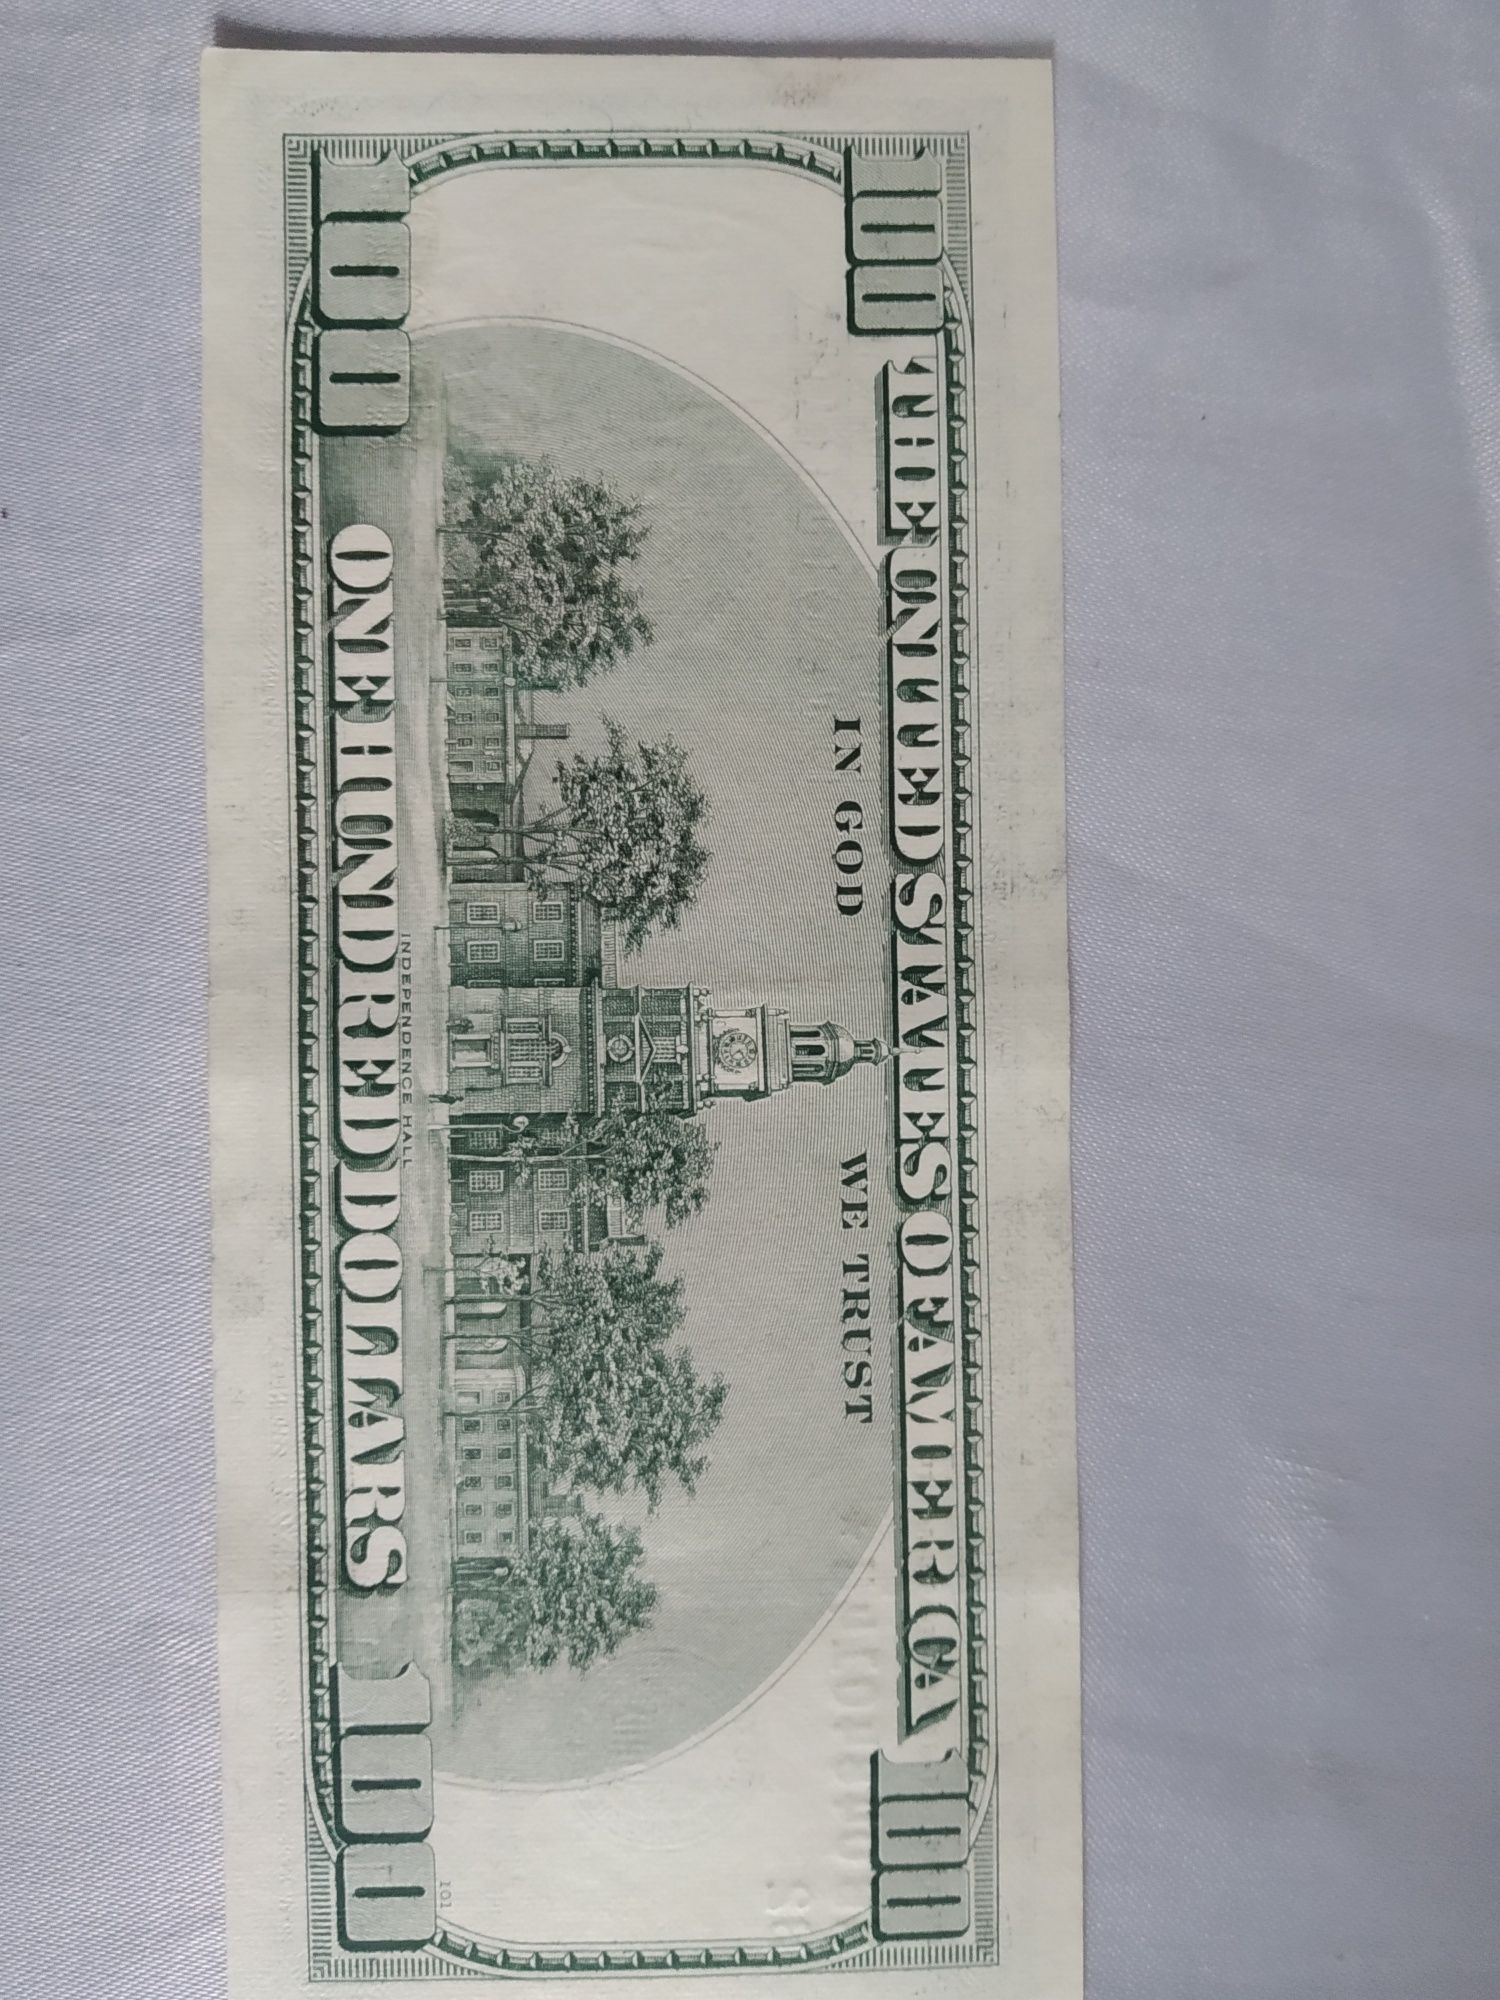 100 THE UNITED STATES OF AMERICA 100
IN GOD WE TRUST
INDEPENDENCE HALL
101
100 ONE HUNDRED DOLLARS 100